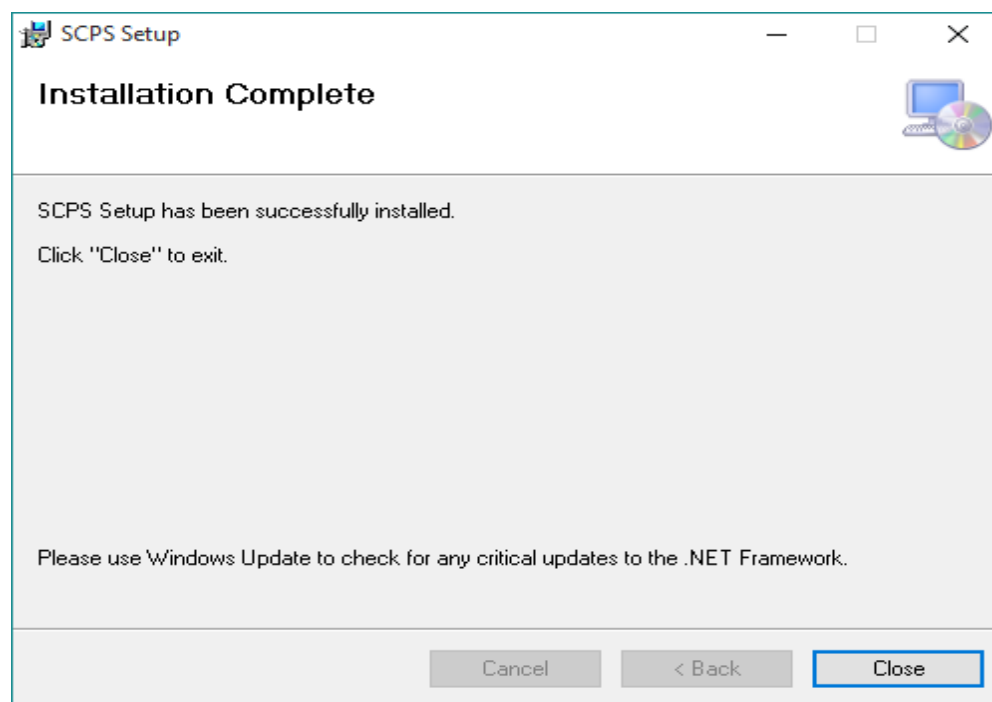 SCPS Setup
Installation Complete
SCPS Setup has been successfully installed.
Click "Close" to exit.
Please use Windows Update to check for any critical updates to the .NET Framework.
Cancel
< Back
Close